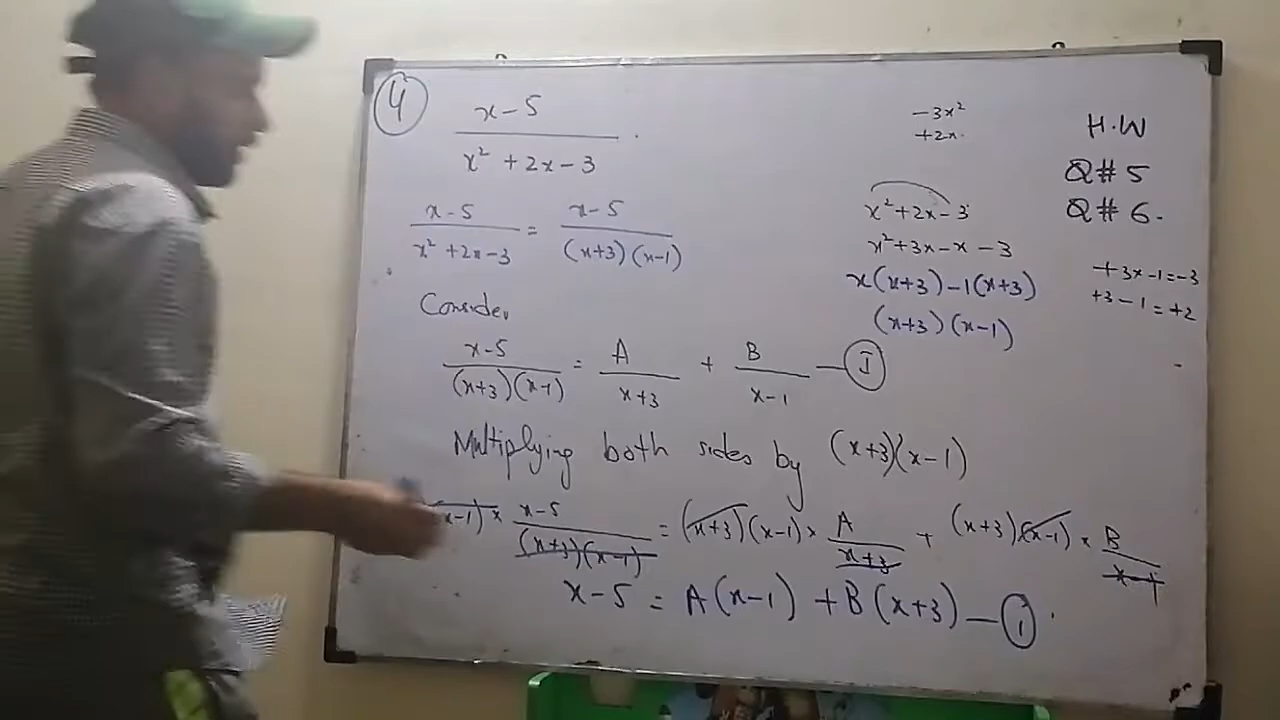 4
x-5
x² + 2x - 3
x-5 / x² + 2x - 3 = x-5 / (x+3)(x-1)
Consider
x-5 / (x+3)(x-1) = A / x+3 + B / x-1 — I
Multiplying both sides by (x+3)(x-1)
x-1) × x-5 / (x+3)(x-1) = (x+3)(x-1) × A / x+3 + (x+3)(x-1) × B / x-1
x-5 = A(x-1) + B(x+3) — i
-3x²
+2x
x² + 2x - 3
x² + 3x - x - 3
x(x+3) - 1(x+3)
(x+3)(x-1)
H.W
Q# 5
Q# 6.
+3x-1=-3
+3-1=+2